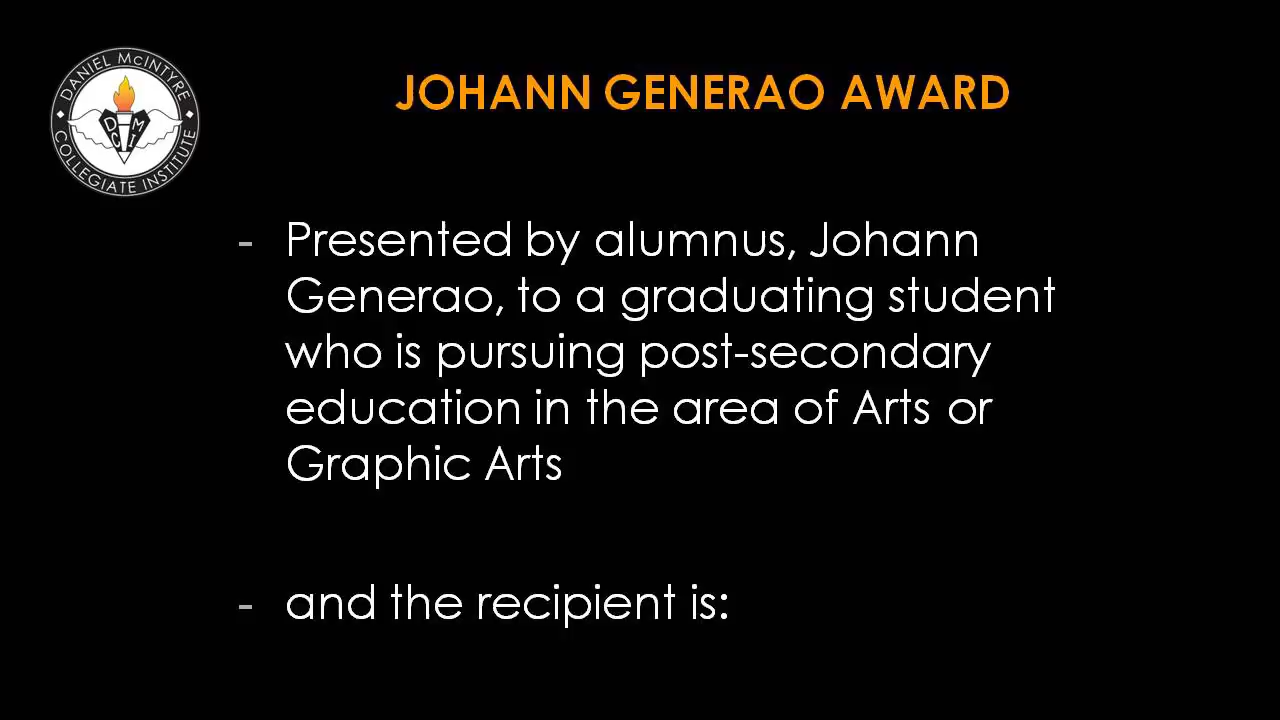 DANIEL McINTYRE
COLLEGIATE INSTITUTE
D M
C I
JOHANN GENERAO AWARD
- Presented by alumnus, Johann
Generao, to a graduating student
who is pursuing post-secondary
education in the area of Arts or
Graphic Arts
- and the recipient is: